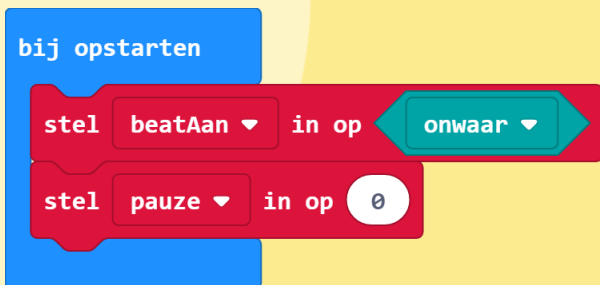 bij opstarten
stel beatAan in op onwaar
stel pauze in op 0